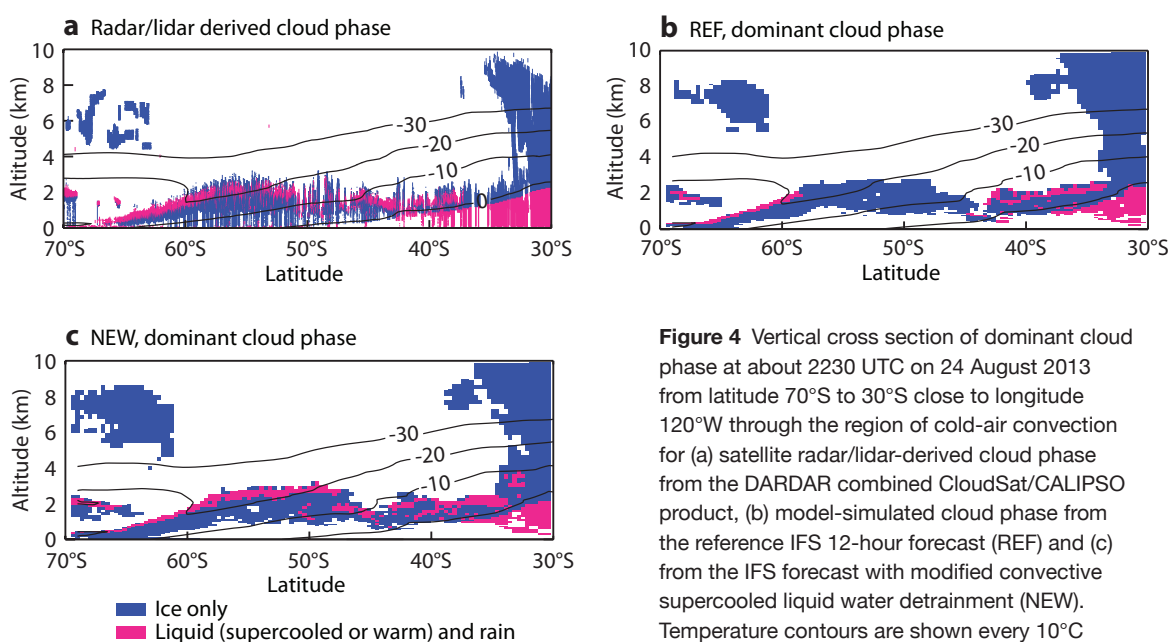 a Radar/lidar derived cloud phase
10
8
6
4
2
0
Altitude (km)
-30
-20
-10
0
70°S 60°S 50°S 40°S 30°S
Latitude
b REF, dominant cloud phase
10
8
6
4
2
0
Altitude (km)
-30
-20
-10
70°S 60°S 50°S 40°S 30°S
Latitude
c NEW, dominant cloud phase
10
8
6
4
2
0
Altitude (km)
-30
-20
-10
70°S 60°S 50°S 40°S 30°S
Latitude
Ice only
Liquid (supercooled or warm) and rain
Figure 4 Vertical cross section of dominant cloud
phase at about 2230 UTC on 24 August 2013
from latitude 70°S to 30°S close to longitude
120°W through the region of cold-air convection
for (a) satellite radar/lidar-derived cloud phase
from the DARDAR combined CloudSat/CALIPSO
product, (b) model-simulated cloud phase from
the reference IFS 12-hour forecast (REF) and (c)
from the IFS forecast with modified convective
supercooled liquid water detrainment (NEW).
Temperature contours are shown every 10°C